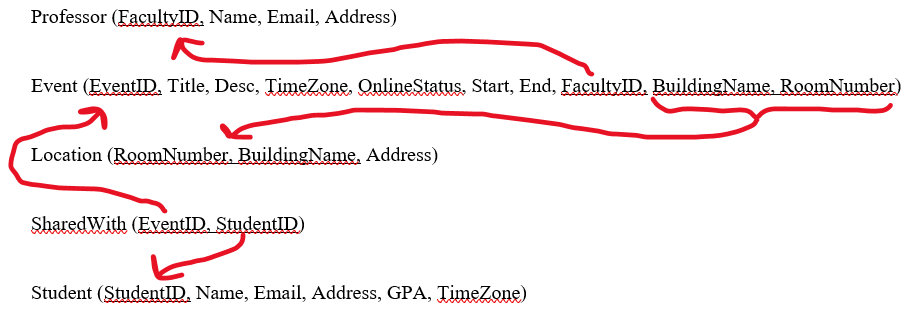 Professor (FacultyID, Name, Email, Address)
Event (EventID, Title, Desc, TimeZone, OnlineStatus, Start, End, FacultyID, BuildingName, RoomNumber)
Location (RoomNumber, BuildingName, Address)
SharedWith (EventID, StudentID)
Student (StudentID, Name, Email, Address, GPA, TimeZone)